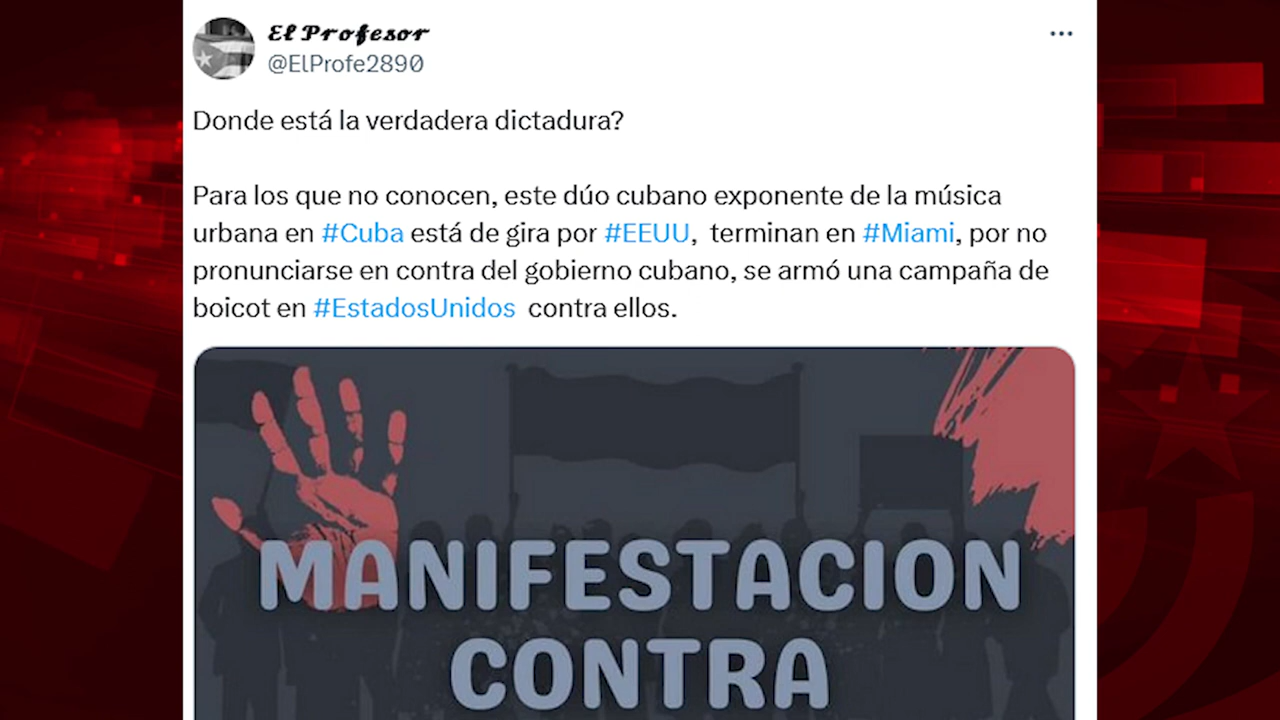 El Profesor
@ElProfe2890
Donde está la verdadera dictadura?
Para los que no conocen, este dúo cubano exponente de la música
urbana en #Cuba está de gira por #EEUU, terminan en #Miami, por no
pronunciarse en contra del gobierno cubano, se armó una campaña de
boicot en #EstadosUnidos contra ellos.
MANIFESTACION
CONTRA